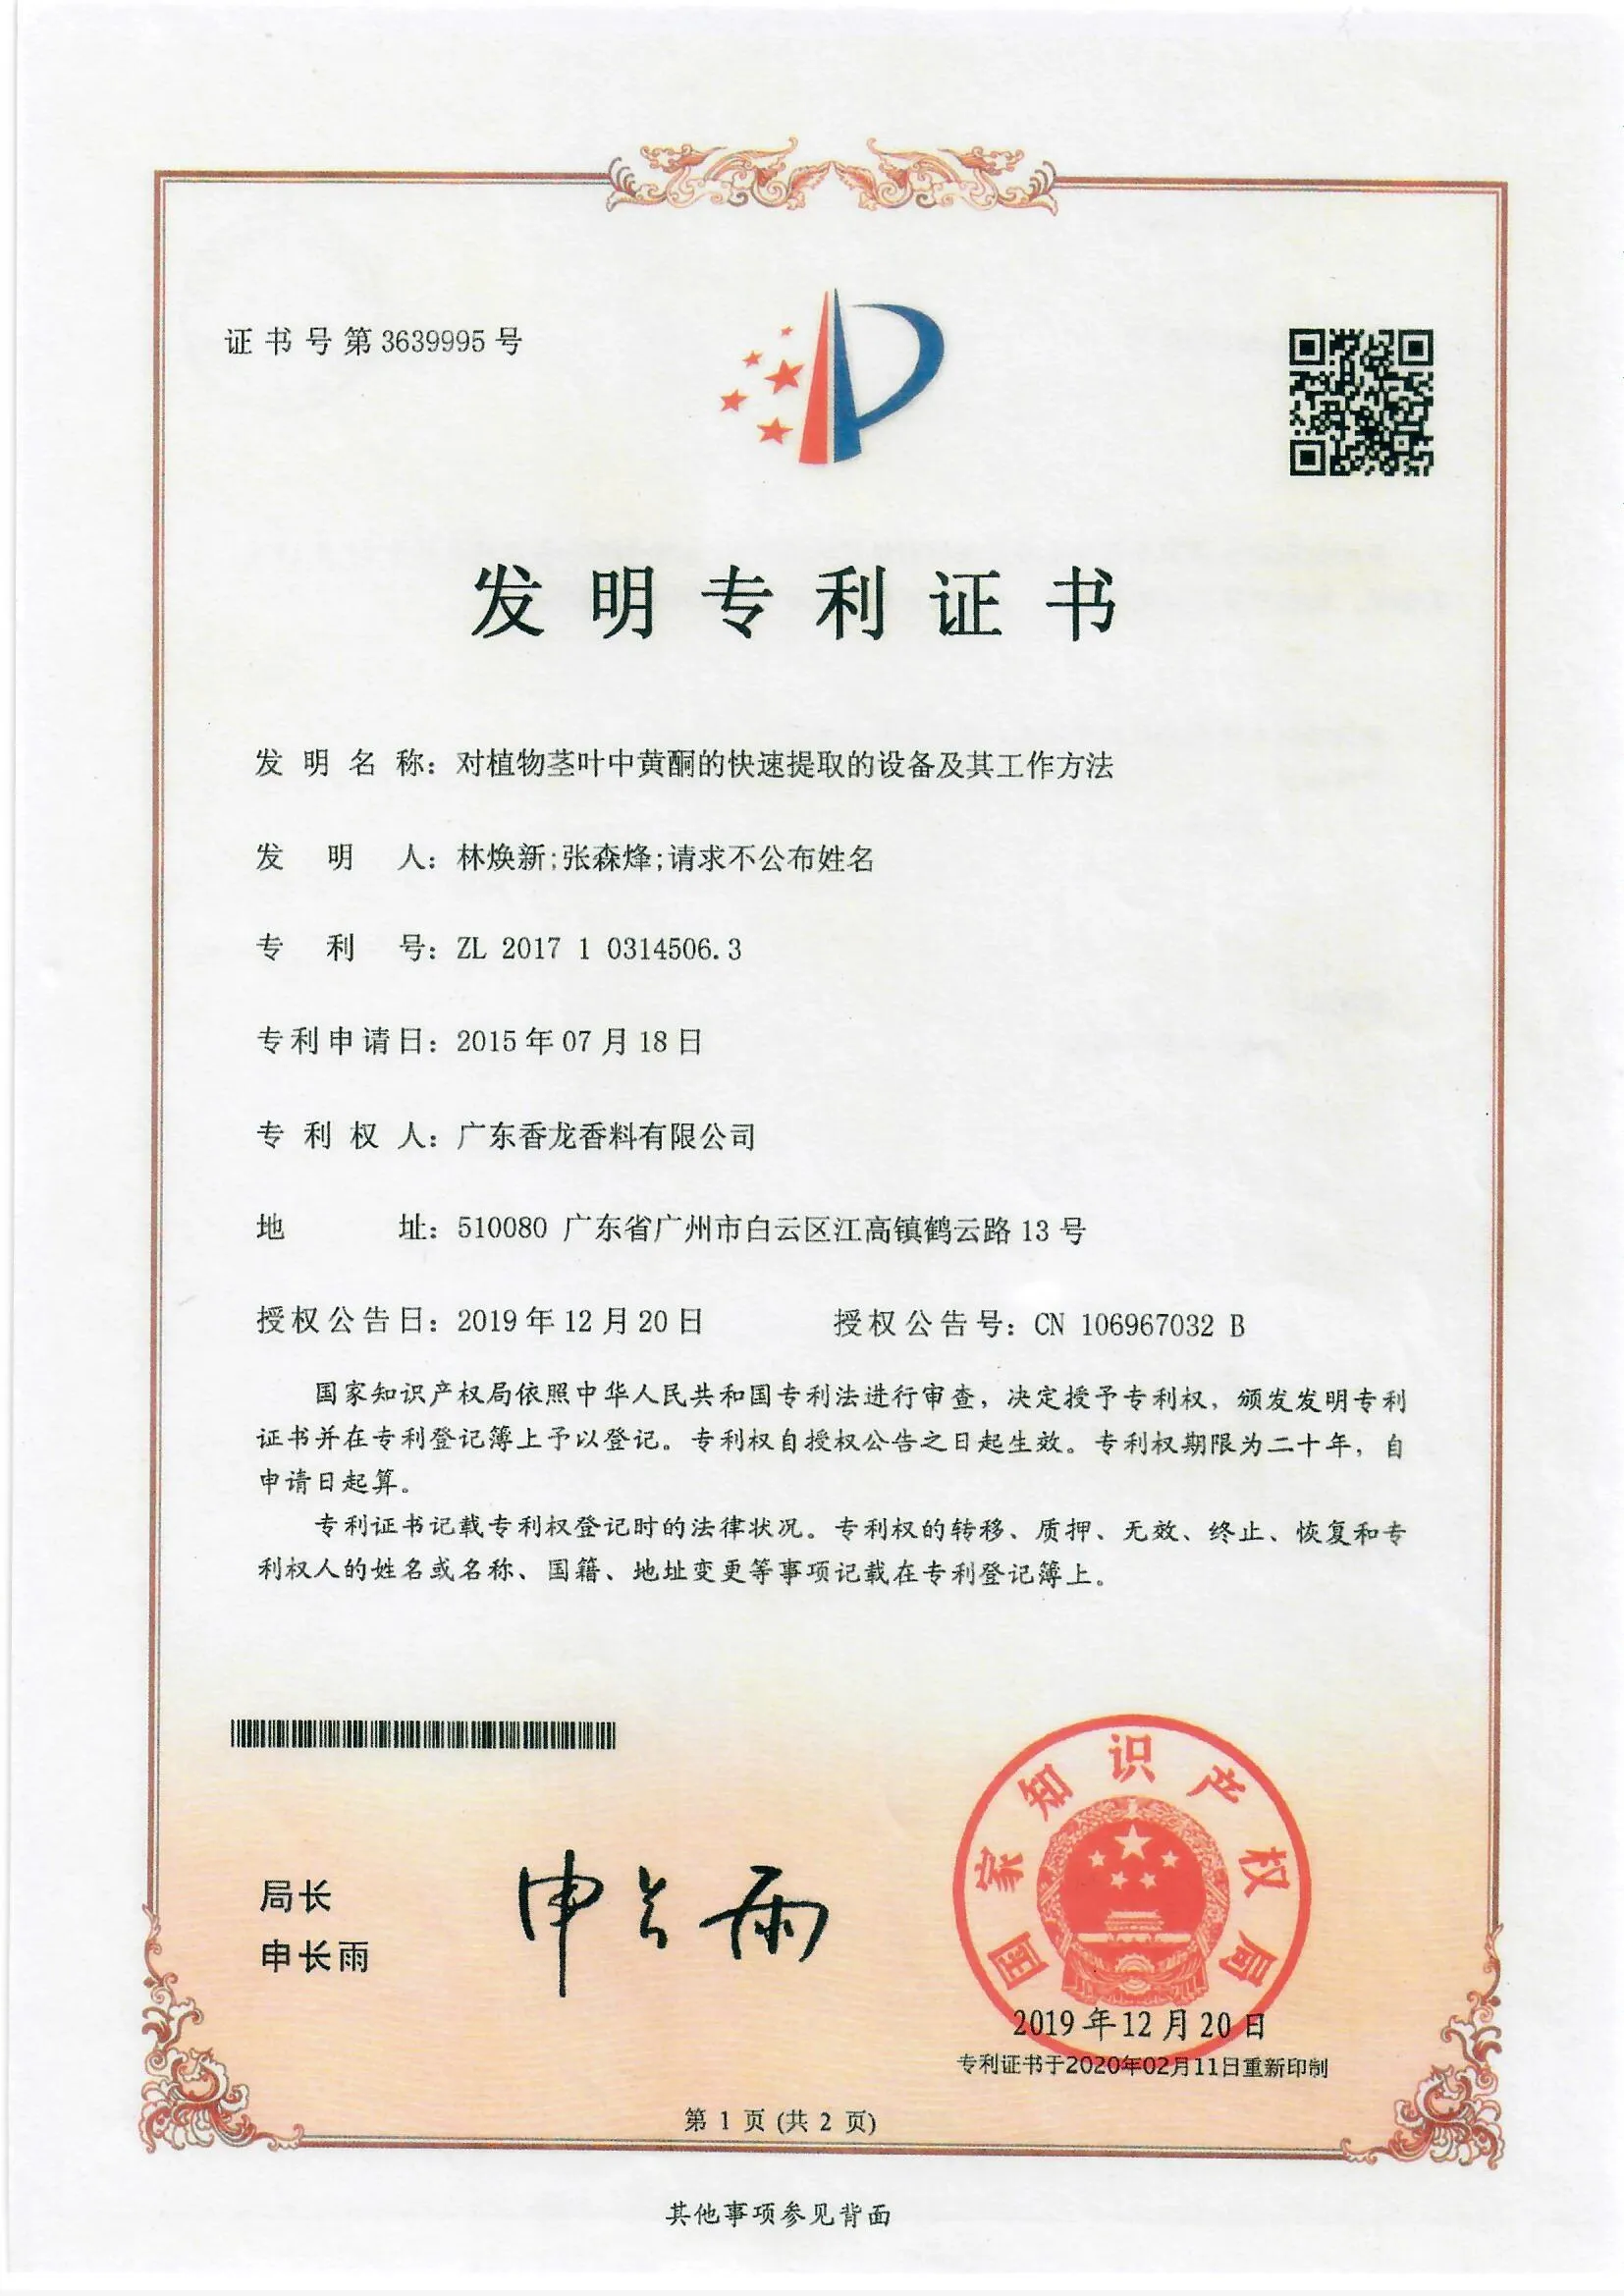 证书号第3639995号
发明专利证书
发明名称：对植物茎叶中黄酮的快速提取的设备及其工作方法
发明人：林焕新;张森烽;请求不公布姓名
专利号：ZL 2017 1 0314506.3
专利申请日：2015年07月18日
专利权人：广东香龙香料有限公司
地址：510080 广东省广州市白云区江高镇鹤云路13号
授权公告日：2019年12月20日 授权公告号：CN 106967032 B
国家知识产权局依照中华人民共和国专利法进行审查，决定授予专利权，颁发发明专利
证书并在专利登记簿上予以登记。专利权自授权公告之日起生效。专利权期限为二十年，自
申请日起算。
专利证书记载专利权登记时的法律状况。专利权的转移、质押、无效、终止、恢复和专
利权人的姓名或名称、国籍、地址变更等事项记载在专利登记簿上。
局长
申长雨
申长雨
国家知识产权局
2019年12月20日
专利证书于2020年02月11日重新印制
第 1 页 (共 2 页)
其他事项参见背面